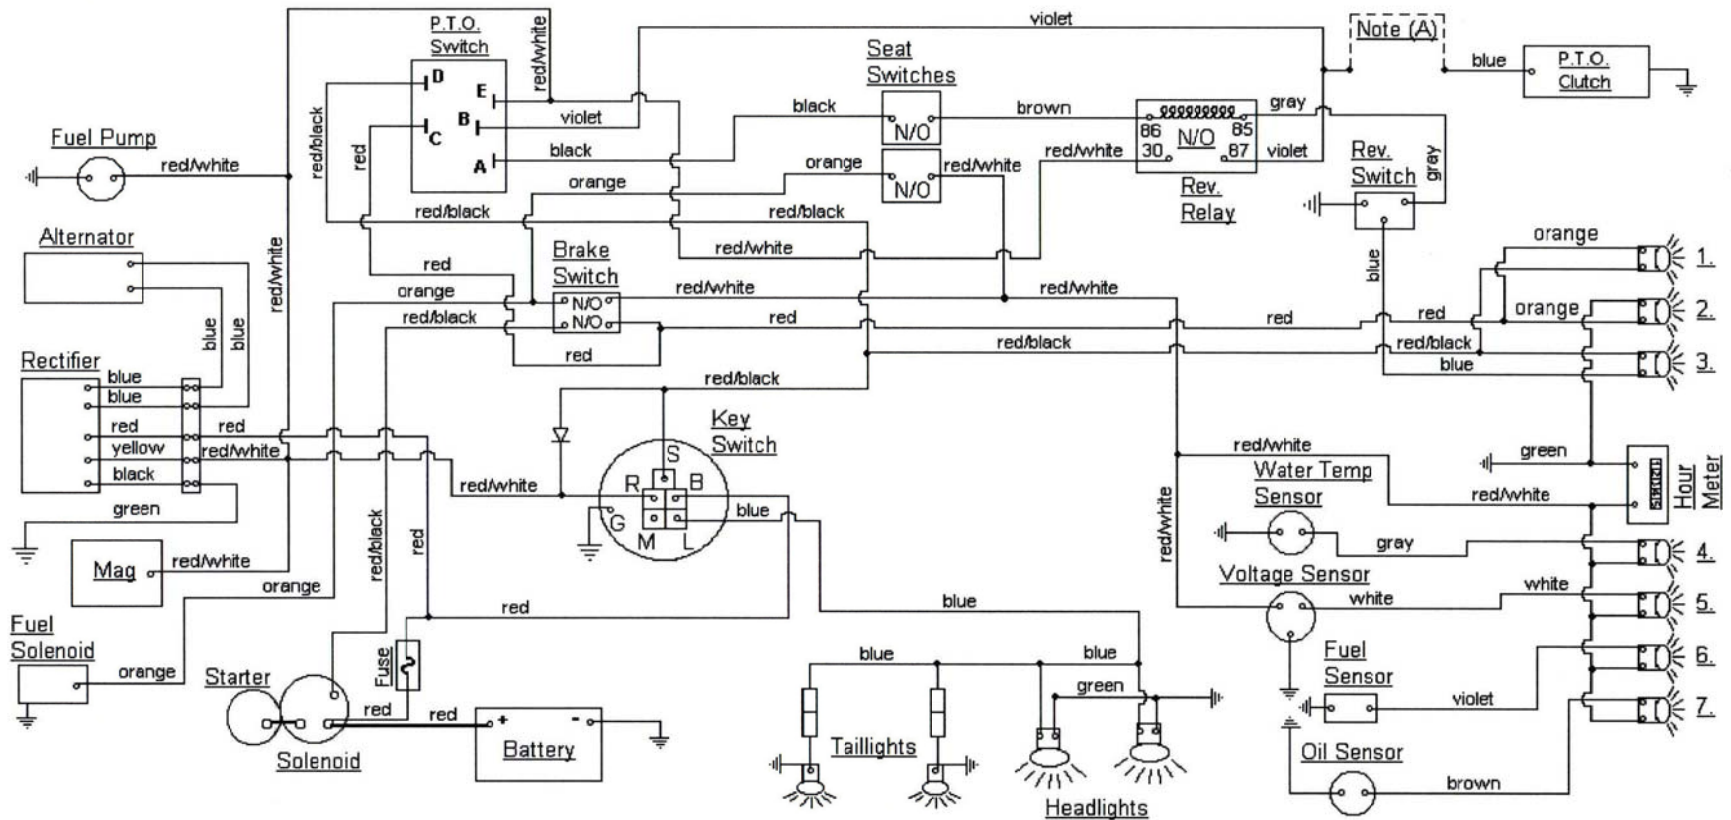 P.T.O.
Switch
D
E
B
C
A
red/white
violet
violet
Note (A)
blue
P.T.O.
Clutch
Seat
Switches
black
N/O
brown
gray
86
85
N/O
30
87
violet
Rev.
Relay
red/white
Rev.
Switch
gray
blue
Fuel Pump
red/white
red/black
red
black
orange
orange
N/O
red/white
red/black
red/black
red/white
Alternator
red/white
blue
blue
Brake
Switch
N/O
N/O
red
orange
red/black
red
red/white
red/white
red
red
red
red/black
red/black
blue
orange
1.
orange
2.
3.
Rectifier
blue
blue
red
red
yellow
red/white
black
green
red/black
Key
Switch
S
R
B
G
M
L
red/white
blue
red/black
red
Mag
red/white
orange
red
Fuel
Solenoid
orange
Starter
Solenoid
Fuse
red
red
+
-
Battery
blue
blue
blue
green
Taillights
Headlights
red/white
red/white
green
red/white
Hour
Meter
Water Temp
Sensor
gray
4.
Voltage Sensor
white
white
5.
Fuel
Sensor
violet
6.
7.
Oil Sensor
brown